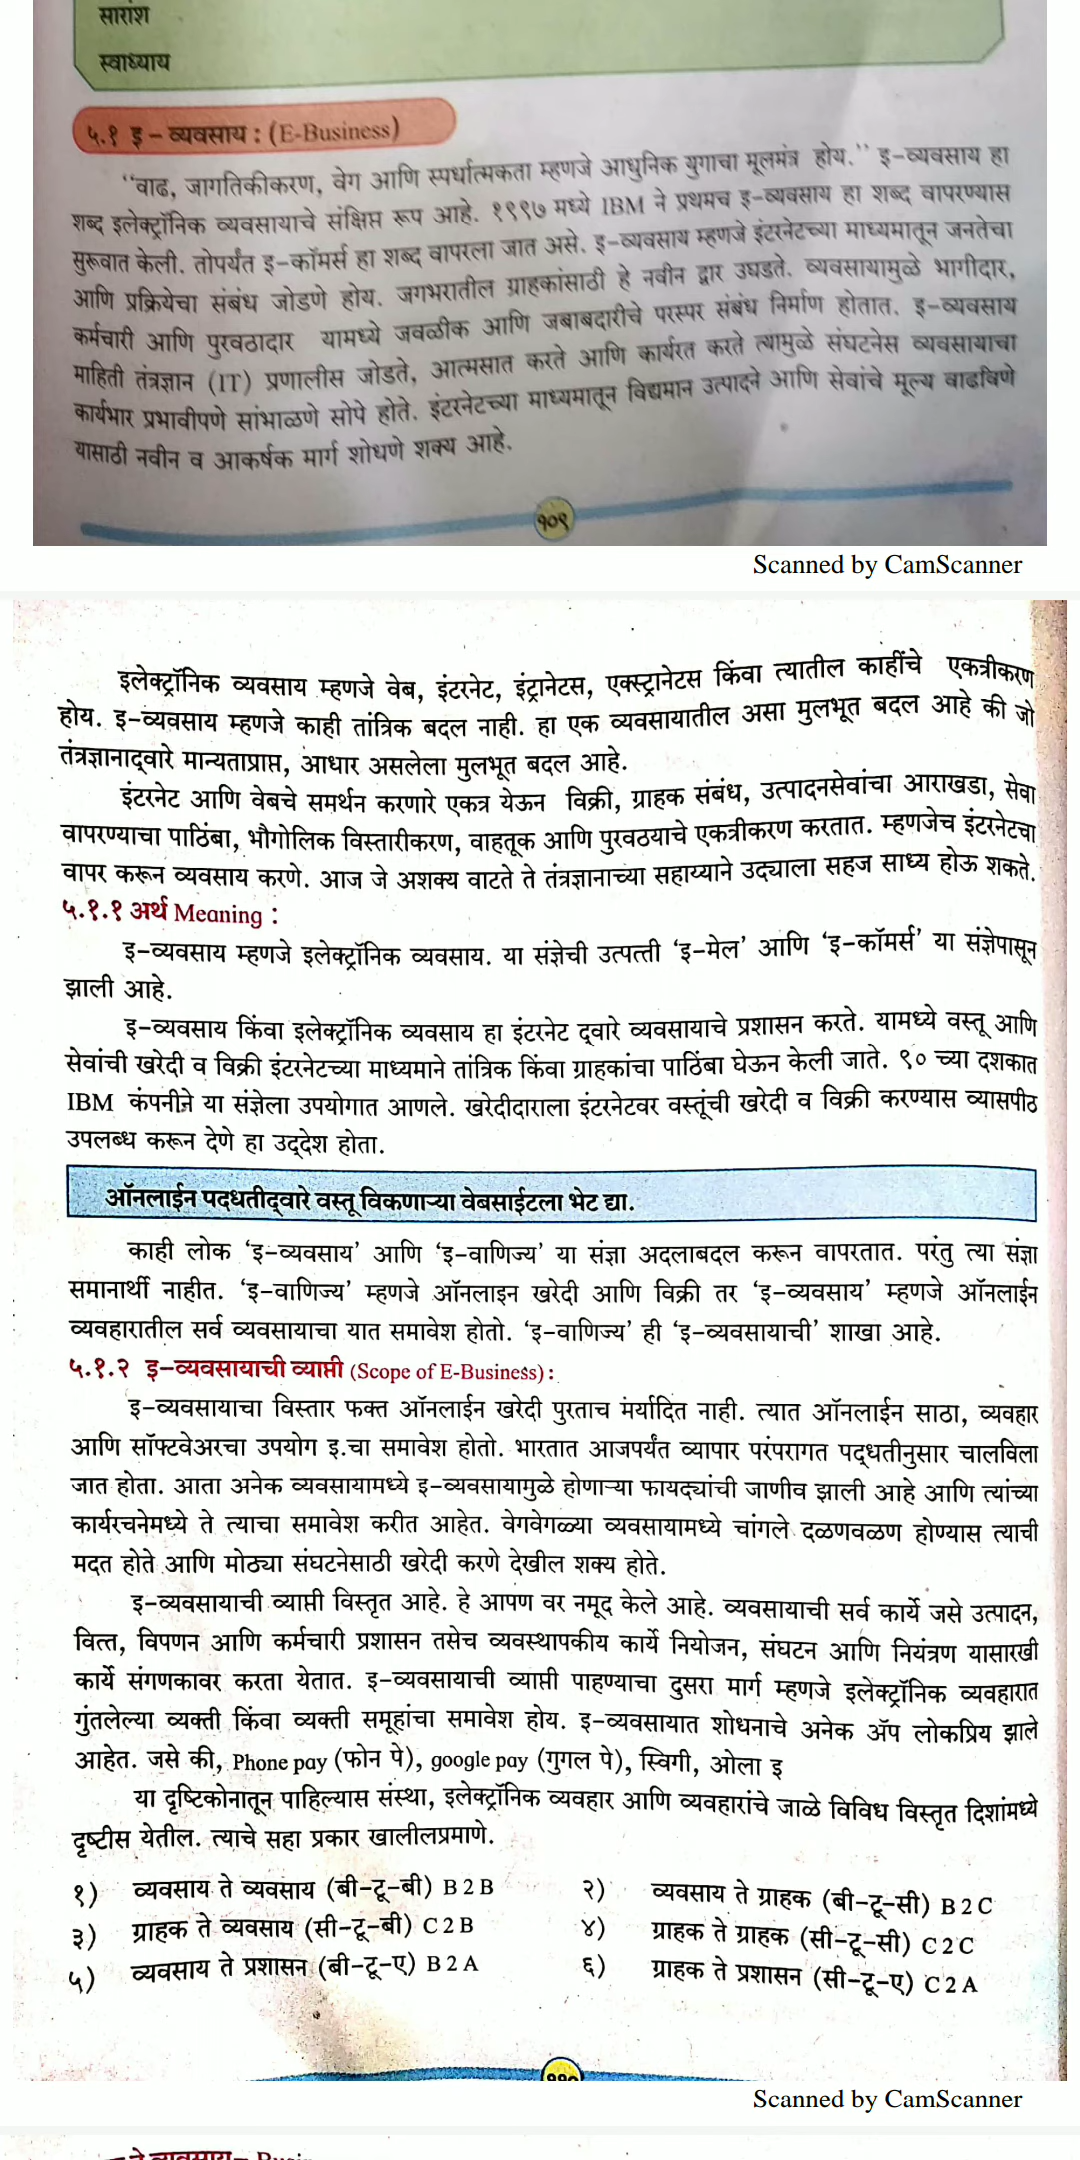 सारांश
स्वाध्याय
५.१ इ – व्यवसाय : (E-Business)
“वाढ, जागतिकीकरण, वेग आणि स्पर्धात्मकता म्हणजे आधुनिक युगाचा मूलमंत्र होय.” इ-व्यवसाय हा
शब्द इलेक्ट्रॉनिक व्यवसायाचे संक्षिप्त रूप आहे. १९९७ मध्ये IBM ने प्रथमच इ-व्यवसाय हा शब्द वापरण्यास
सुरूवात केली. तोपर्यंत इ-कॉमर्स हा शब्द वापरला जात असे. इ-व्यवसाय म्हणजे इंटरनेटच्या माध्यमातून जनतेचा
आणि प्रक्रियेचा संबंध जोडणे होय. जगभरातील ग्राहकांसाठी हे नवीन द्वार उघडते. व्यवसायामुळे भागीदार,
कर्मचारी आणि पुरवठादार यामध्ये जवळीक आणि जबाबदारीचे परस्पर संबंध निर्माण होतात. इ-व्यवसाय
माहिती तंत्रज्ञान (IT) प्रणालीस जोडते, आत्मसात करते आणि कार्यरत करते त्यामुळे संघटनेस व्यवसायाचा
कार्यभार प्रभावीपणे सांभाळणे सोपे होते. इंटरनेटच्या माध्यमातून विद्यमान उत्पादने आणि सेवांचे मूल्य वाढविणे
यासाठी नवीन व आकर्षक मार्ग शोधणे शक्य आहे.
१०९
Scanned by CamScanner
इलेक्ट्रॉनिक व्यवसाय म्हणजे वेब, इंटरनेट, इंट्रानेटस, एक्स्ट्रानेटस किंवा त्यातील काहींचे एकत्रीकरण
होय. इ-व्यवसाय म्हणजे काही तांत्रिक बदल नाही. हा एक व्यवसायातील असा मुलभूत बदल आहे की जो
तंत्रज्ञानाद्वारे मान्यताप्राप्त, आधार असलेला मुलभूत बदल आहे.
इंटरनेट आणि वेबचे समर्थन करणारे एकत्र येऊन विक्री, ग्राहक संबंध, उत्पादनसेवांचा आराखडा, सेवा
वापरण्याचा पाठिंबा, भौगोलिक विस्तारीकरण, वाहतूक आणि पुरवठयाचे एकत्रीकरण करतात. म्हणजेच इंटरनेटचा
वापर करून व्यवसाय करणे. आज जे अशक्य वाटते ते तंत्रज्ञानाच्या सहाय्याने उद्याला सहज साध्य होऊ शकते.
५.१.१ अर्थ Meaning :
इ-व्यवसाय म्हणजे इलेक्ट्रॉनिक व्यवसाय. या संज्ञेची उत्पत्ती ‘इ-मेल’ आणि ‘इ-कॉमर्स’ या संज्ञेपासून
झाली आहे.
इ-व्यवसाय किंवा इलेक्ट्रॉनिक व्यवसाय हा इंटरनेट द्वारे व्यवसायाचे प्रशासन करते. यामध्ये वस्तू आणि
सेवांची खरेदी व विक्री इंटरनेटच्या माध्यमाने तांत्रिक किंवा ग्राहकांचा पाठिंबा घेऊन केली जाते. ९० च्या दशकात
IBM कंपनीने या संज्ञेला उपयोगात आणले. खरेदीदाराला इंटरनेटवर वस्तूंची खरेदी व विक्री करण्यास व्यासपीठ
उपलब्ध करून देणे हा उद्देश होता.
ऑनलाईन पद्धतीद्वारे वस्तू विकणाऱ्या वेबसाईटला भेट द्या.
काही लोक ‘इ-व्यवसाय’ आणि ‘इ-वाणिज्य’ या संज्ञा अदलाबदल करून वापरतात. परंतु त्या संज्ञा
समानार्थी नाहीत. ‘इ-वाणिज्य’ म्हणजे ऑनलाइन खरेदी आणि विक्री तर ‘इ-व्यवसाय’ म्हणजे ऑनलाईन
व्यवहारातील सर्व व्यवसायाचा यात समावेश होतो. ‘इ-वाणिज्य’ ही ‘इ-व्यवसायाची’ शाखा आहे.
५.१.२ इ-व्यवसायाची व्याप्ती (Scope of E-Business) :
इ-व्यवसायाचा विस्तार फक्त ऑनलाईन खरेदी पुरताच मंर्यादित नाही. त्यात ऑनलाईन साठा, व्यवहार
आणि सॉफ्टवेअरचा उपयोग इ.चा समावेश होतो. भारतात आजपर्यंत व्यापार परंपरागत पद्धतीनुसार चालविला
जात होता. आता अनेक व्यवसायामध्ये इ-व्यवसायामुळे होणाऱ्या फायद्यांची जाणीव झाली आहे आणि त्यांच्या
कार्यरचनेमध्ये ते त्याचा समावेश करीत आहेत. वेगवेगळ्या व्यवसायामध्ये चांगले दळणवळण होण्यास त्याची
मदत होते आणि मोठ्या संघटनेसाठी खरेदी करणे देखील शक्य होते.
इ-व्यवसायाची व्याप्ती विस्तृत आहे. हे आपण वर नमूद केले आहे. व्यवसायाची सर्व कार्ये जसे उत्पादन,
वित्त, विपणन आणि कर्मचारी प्रशासन तसेच व्यवस्थापकीय कार्ये नियोजन, संघटन आणि नियंत्रण यासारखी
कार्ये संगणकावर करता येतात. इ-व्यवसायाची व्याप्ती पाहण्याचा दुसरा मार्ग म्हणजे इलेक्ट्रॉनिक व्यवहारात
गुंतलेल्या व्यक्ती किंवा व्यक्ती समूहांचा समावेश होय. इ-व्यवसायात शोधनाचे अनेक ॲप लोकप्रिय झाले
आहेत. जसे की, Phone pay (फोन पे), google pay (गुगल पे), स्विगी, ओला इ
या दृष्टिकोनातून पाहिल्यास संस्था, इलेक्ट्रॉनिक व्यवहार आणि व्यवहारांचे जाळे विविध विस्तृत दिशांमध्ये
दृष्टीस येतील. त्याचे सहा प्रकार खालीलप्रमाणे.
१) व्यवसाय ते व्यवसाय (बी-टू-बी) B 2 B २) व्यवसाय ते ग्राहक (बी-टू-सी) B 2 C
३) ग्राहक ते व्यवसाय (सी-टू-बी) C 2 B ४) ग्राहक ते ग्राहक (सी-टू-सी) C 2 C
५) व्यवसाय ते प्रशासन (बी-टू-ए) B 2 A ६) ग्राहक ते प्रशासन (सी-टू-ए) C 2 A
Scanned by CamScanner